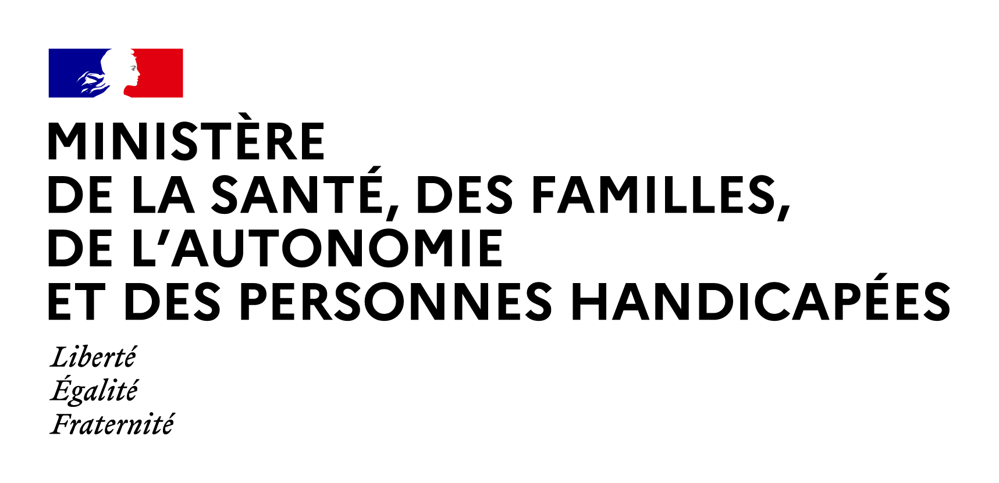 MINISTÈRE
DE LA SANTÉ, DES FAMILLES,
DE L’AUTONOMIE
ET DES PERSONNES HANDICAPÉES
Liberté
Égalité
Fraternité